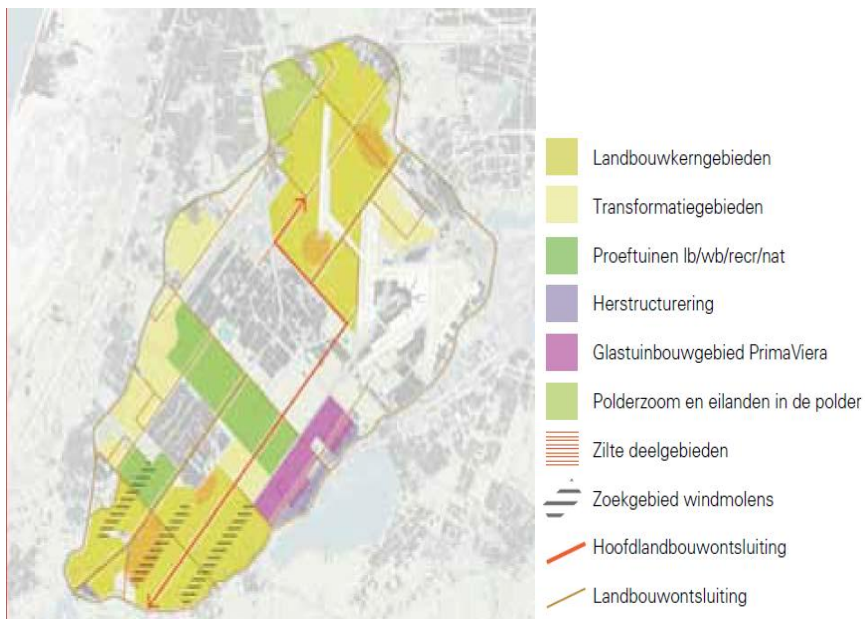 Landbouwkerngebieden
Transformatiegebieden
Proeftuinen lb/wb/recr/nat
Herstructurering
Glastuinbouwgebied PrimaViera
Polderzoom en eilanden in de polder
Zilte deelgebieden
Zoekgebied windmolens
Hoofdlandbouwontsluiting
Landbouwontsluiting